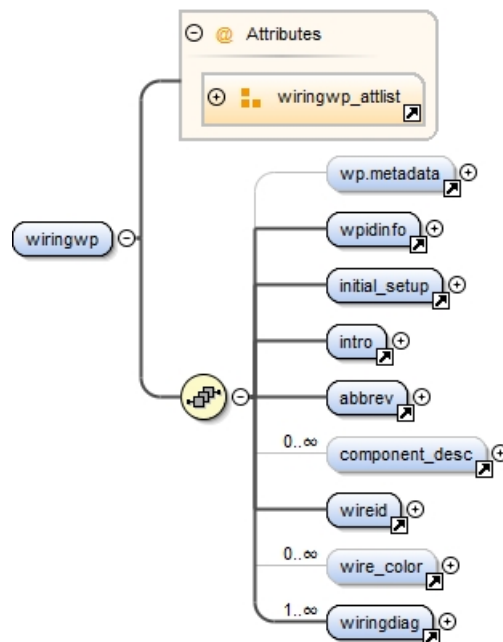 @ Attributes
wiringwp_attlist
wiringwp
wp.metadata
wpidinfo
initial_setup
intro
abbrev
0..∞
component_desc
wireid
0..∞
wire_color
1..∞
wiringdiag